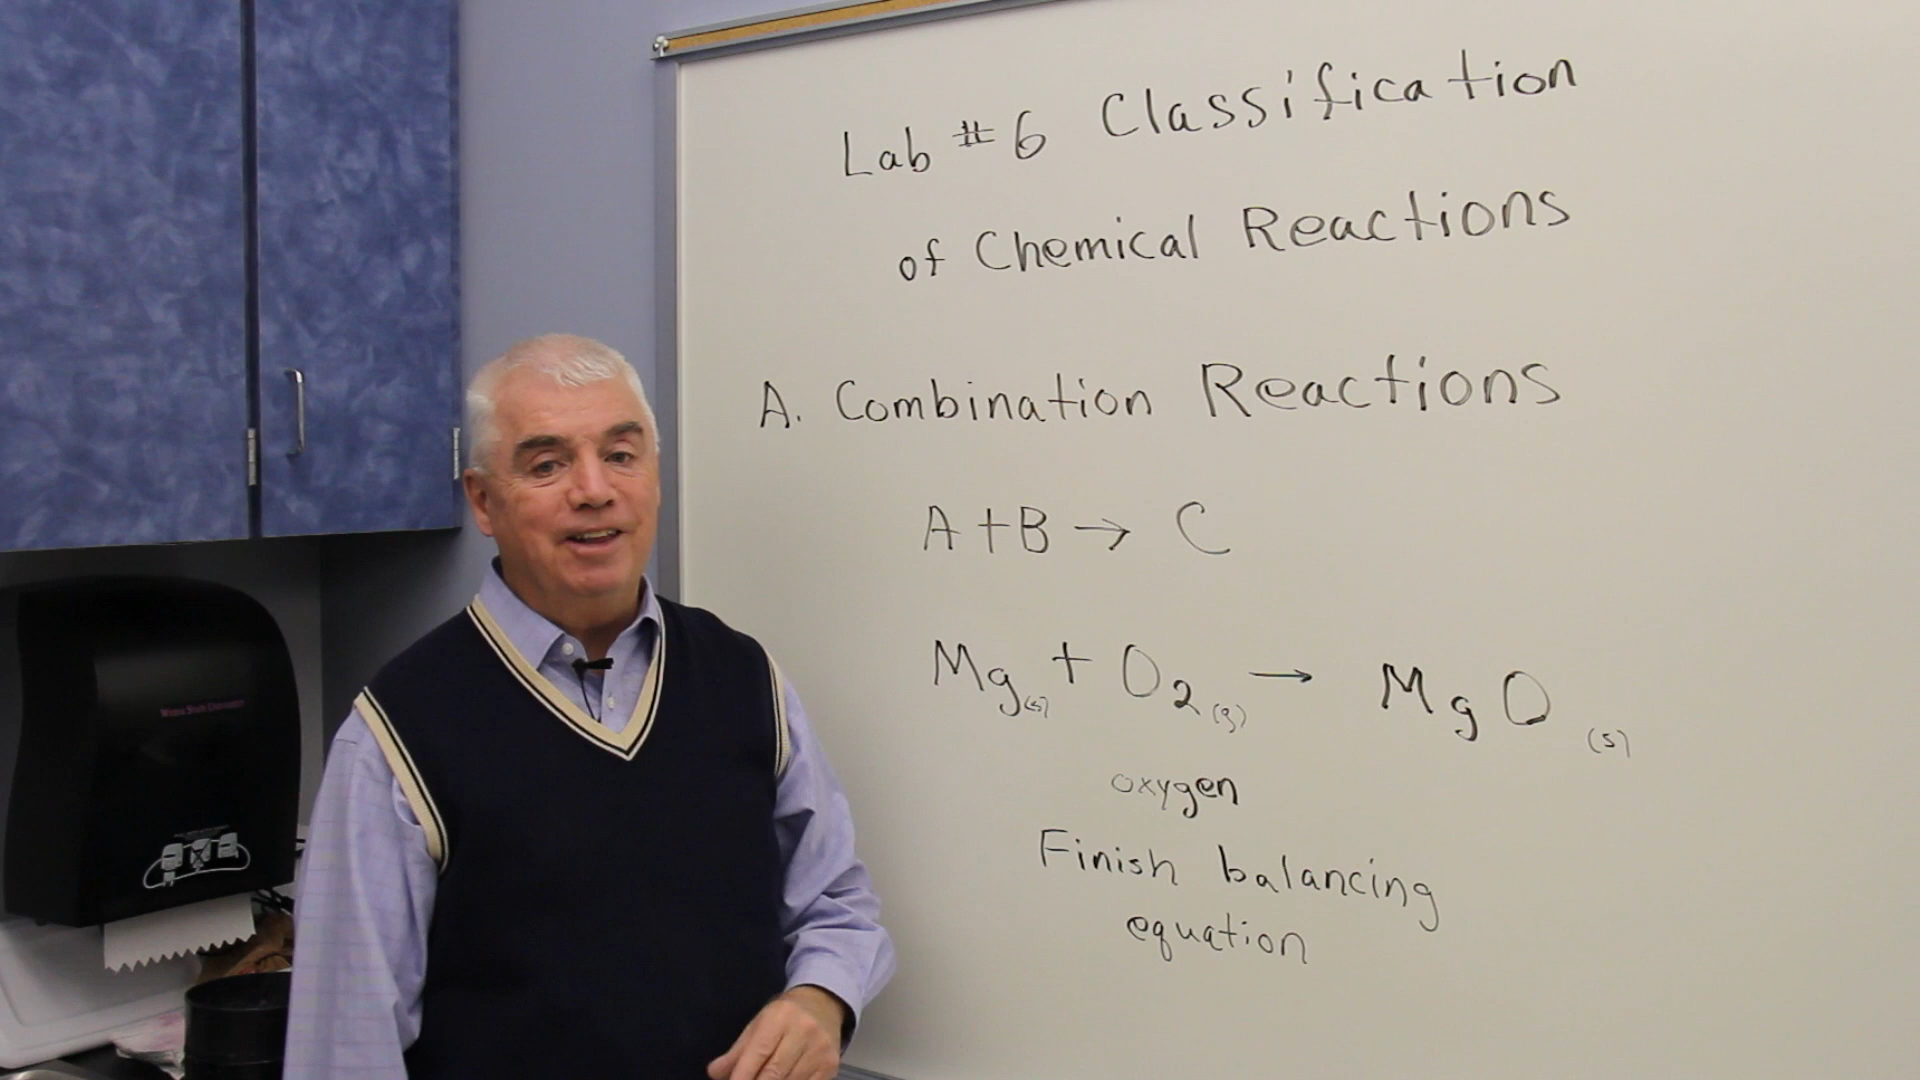 Lab # 6 Classification
of Chemical Reactions
A. Combination Reactions
A + B → C
Mg(s) + O2(g) → MgO (s)
oxygen
Finish balancing
equation